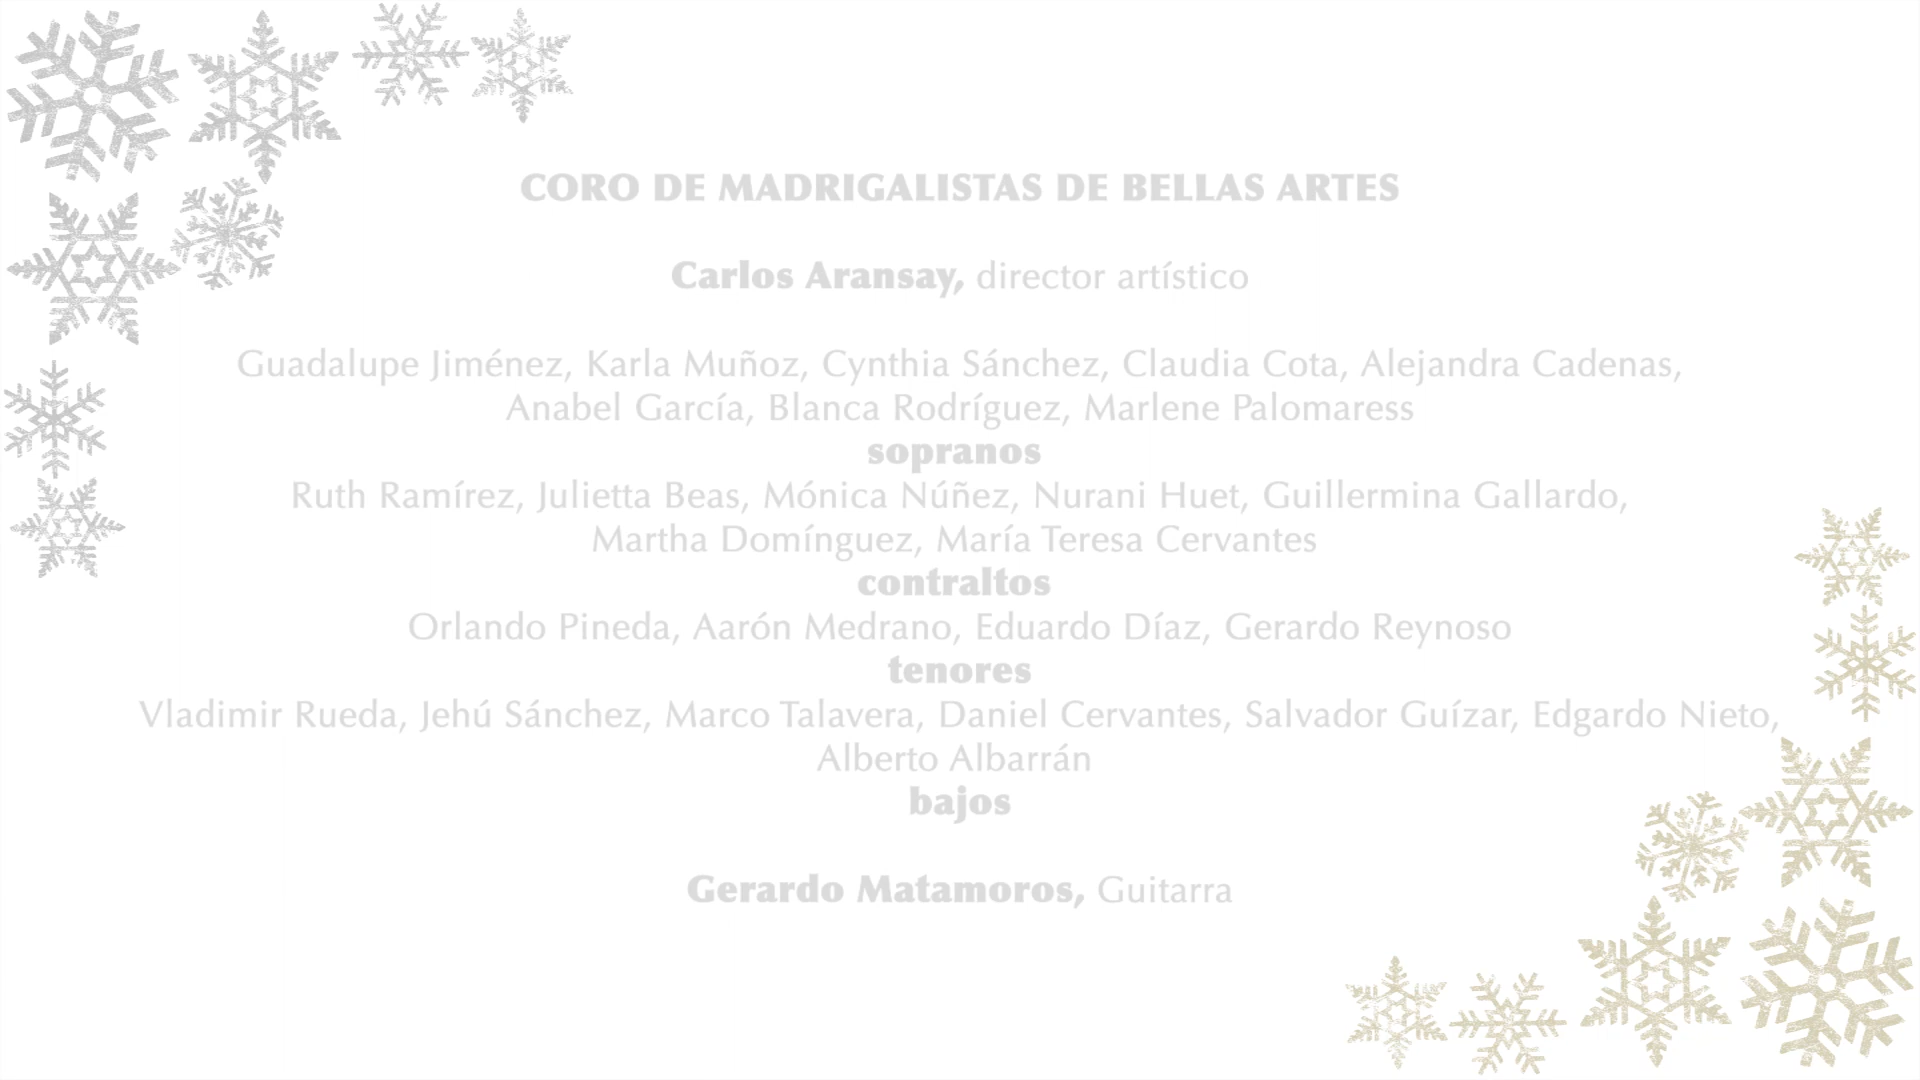 CORO DE MADRIGALISTAS DE BELLAS ARTES
Carlos Aransay, director artístico
Guadalupe Jiménez, Karla Muñoz, Cynthia Sánchez, Claudia Cota, Alejandra Cadenas,
Anabel García, Blanca Rodríguez, Marlene Palomaress
sopranos
Ruth Ramírez, Julietta Beas, Mónica Núñez, Nurani Huet, Guillermina Gallardo,
Martha Domínguez, María Teresa Cervantes
contraltos
Orlando Pineda, Aarón Medrano, Eduardo Díaz, Gerardo Reynoso
tenores
Vladimir Rueda, Jehú Sánchez, Marco Talavera, Daniel Cervantes, Salvador Guízar, Edgardo Nieto,
Alberto Albarrán
bajos
Gerardo Matamoros, Guitarra